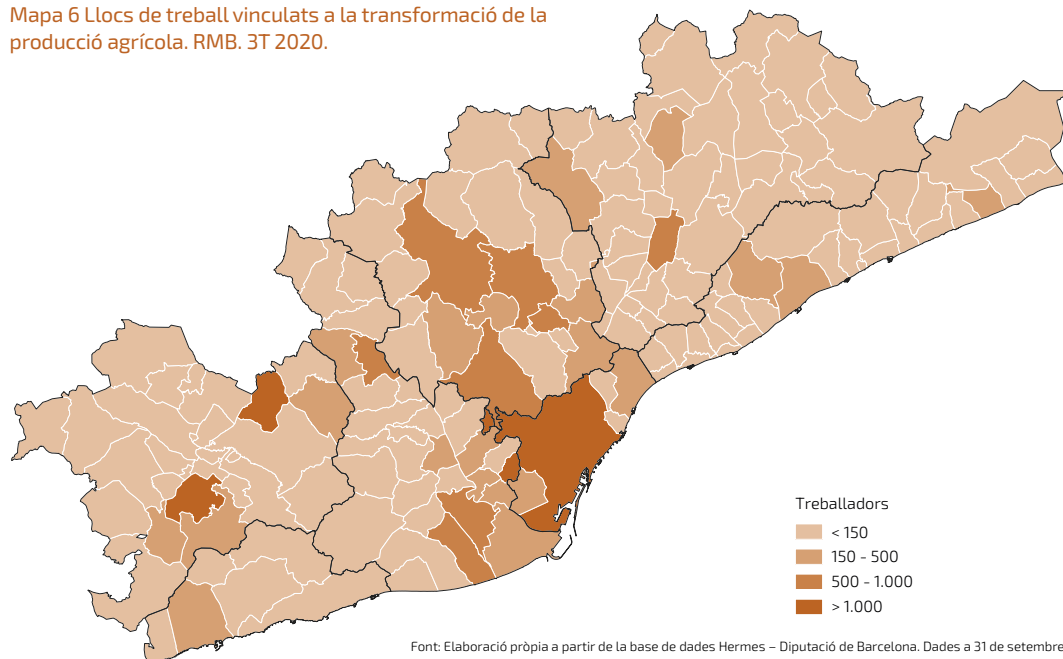 Mapa 6 Llocs de treball vinculats a la transformació de la
producció agrícola. RMB. 3T 2020.
Treballadors
< 150
150 - 500
500 - 1.000
> 1.000
Font: Elaboració pròpia a partir de la base de dades Hermes – Diputació de Barcelona. Dades a 31 de setembre